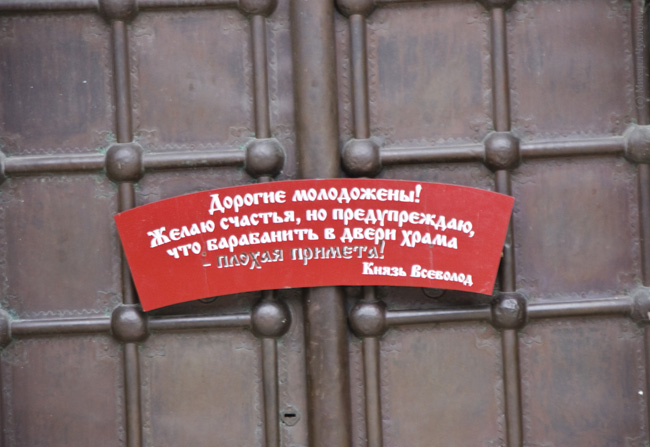 Дорогие молодожены!
Желаю счастья, но предупреждаю,
что барабанить в двери храма
- плохая примета!
Князь Всеволод